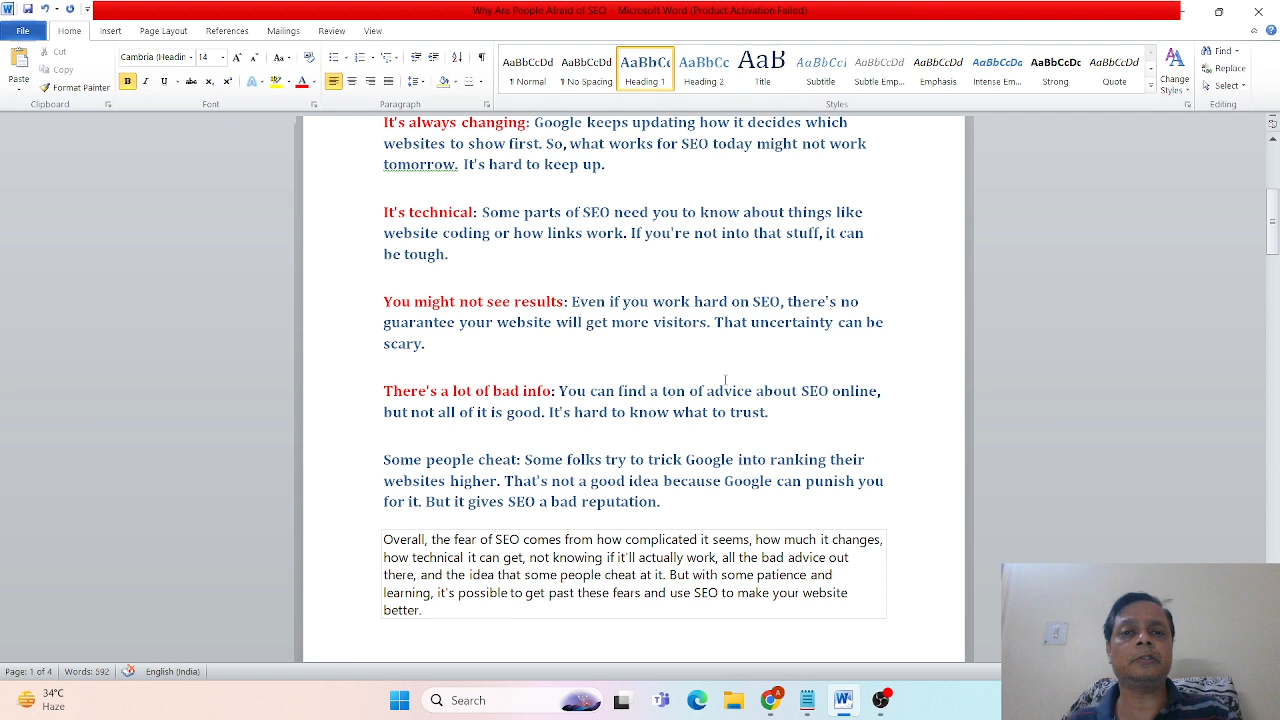 Why Are People Afraid of SEO - Microsoft Word (Product Activation Failed)
File Home Insert Page Layout References Mailings Review View
Paste Cut Copy Format Painter Clipboard
Cambria (Headin 14 Font
Paragraph
AaBbCcDd AaBbCcDd AaBbCc AaBbCc AaB AaBbCcl AaBbCcDd AaBbCcDd AaBbCcDd AaBbCcDc AaBbCcDd
¶ Normal ¶ No Spacing Heading 1 Heading 2 Title Subtitle Subtle Emp... Emphasis Intense Em... Strong Quote
Styles
Change Styles
Find Replace Select Editing
It's always changing: Google keeps updating how it decides which
websites to show first. So, what works for SEO today might not work
tomorrow. It's hard to keep up.
It's technical: Some parts of SEO need you to know about things like
website coding or how links work. If you're not into that stuff, it can
be tough.
You might not see results: Even if you work hard on SEO, there's no
guarantee your website will get more visitors. That uncertainty can be
scary.
There's a lot of bad info: You can find a ton of advice about SEO online,
but not all of it is good. It's hard to know what to trust.
Some people cheat: Some folks try to trick Google into ranking their
websites higher. That's not a good idea because Google can punish you
for it. But it gives SEO a bad reputation.
Overall, the fear of SEO comes from how complicated it seems, how much it changes,
how technical it can get, not knowing if it'll actually work, all the bad advice out
there, and the idea that some people cheat at it. But with some patience and
learning, it's possible to get past these fears and use SEO to make your website
better.
Page: 1 of 4 Words: 592 English (India)
34°C
Haze
Search